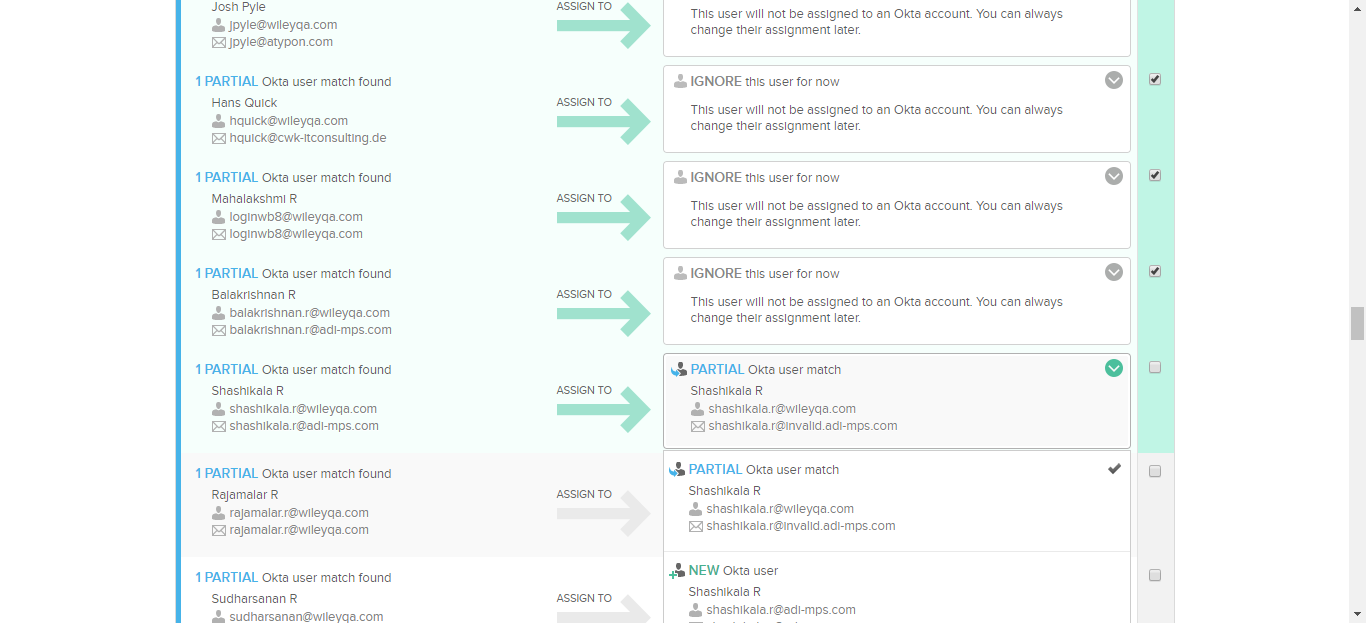 Josh Pyle
jpyle@wileyqa.com
jpyle@atypon.com
ASSIGN TO
This user will not be assigned to an Okta account. You can always
change their assignment later.
1 PARTIAL Okta user match found
Hans Quick
hquick@wileyqa.com
hquick@cwk-itconsulting.de
ASSIGN TO
IGNORE this user for now
This user will not be assigned to an Okta account. You can always
change their assignment later.
1 PARTIAL Okta user match found
Mahalakshmi R
loginwb8@wileyqa.com
loginwb8@wileyqa.com
ASSIGN TO
IGNORE this user for now
This user will not be assigned to an Okta account. You can always
change their assignment later.
1 PARTIAL Okta user match found
Balakrishnan R
balakrishnan.r@wileyqa.com
balakrishnan.r@adi-mps.com
ASSIGN TO
IGNORE this user for now
This user will not be assigned to an Okta account. You can always
change their assignment later.
1 PARTIAL Okta user match found
Shashikala R
shashikala.r@wileyqa.com
shashikala.r@adi-mps.com
ASSIGN TO
PARTIAL Okta user match
Shashikala R
shashikala.r@wileyqa.com
shashikala.r@invalid.adi-mps.com
1 PARTIAL Okta user match found
Rajamalar R
rajamalar.r@wileyqa.com
rajamalar.r@wileyqa.com
ASSIGN TO
PARTIAL Okta user match
Shashikala R
shashikala.r@wileyqa.com
shashikala.r@invalid.adi-mps.com
1 PARTIAL Okta user match found
Sudharsanan R
sudharsanan@wileyqa.com
ASSIGN TO
NEW Okta user
Shashikala R
shashikala.r@adi-mps.com